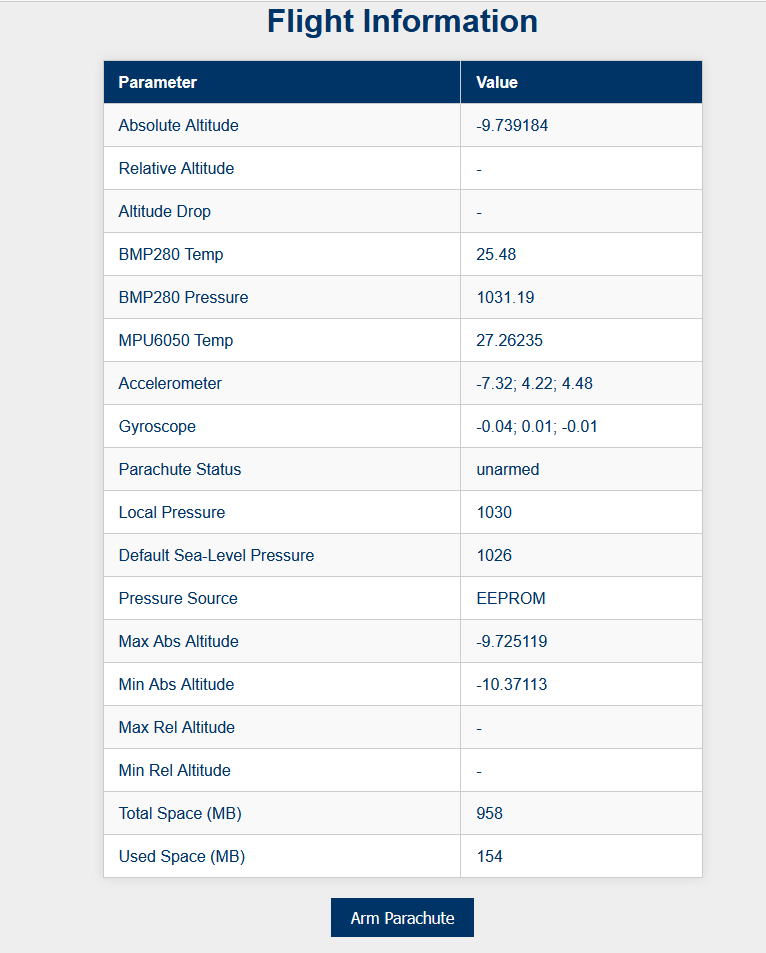 Flight Information
Parameter Value
Absolute Altitude -9.739184
Relative Altitude -
Altitude Drop -
BMP280 Temp 25.48
BMP280 Pressure 1031.19
MPU6050 Temp 27.26235
Accelerometer -7.32; 4.22; 4.48
Gyroscope -0.04; 0.01; -0.01
Parachute Status unarmed
Local Pressure 1030
Default Sea-Level Pressure 1026
Pressure Source EEPROM
Max Abs Altitude -9.725119
Min Abs Altitude -10.37113
Max Rel Altitude -
Min Rel Altitude -
Total Space (MB) 958
Used Space (MB) 154
Arm Parachute